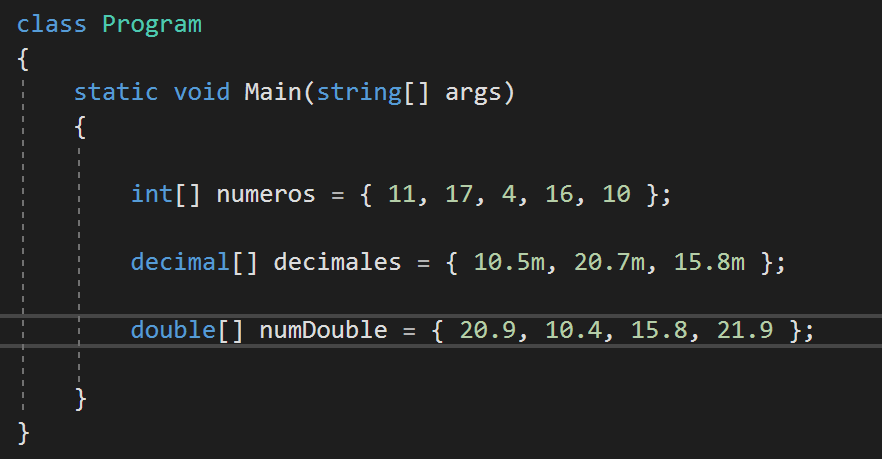 class Program
{
static void Main(string[] args)
{
int[] numeros = { 11, 17, 4, 16, 10 };
decimal[] decimales = { 10.5m, 20.7m, 15.8m };
double[] numDouble = { 20.9, 10.4, 15.8, 21.9 };
}
}